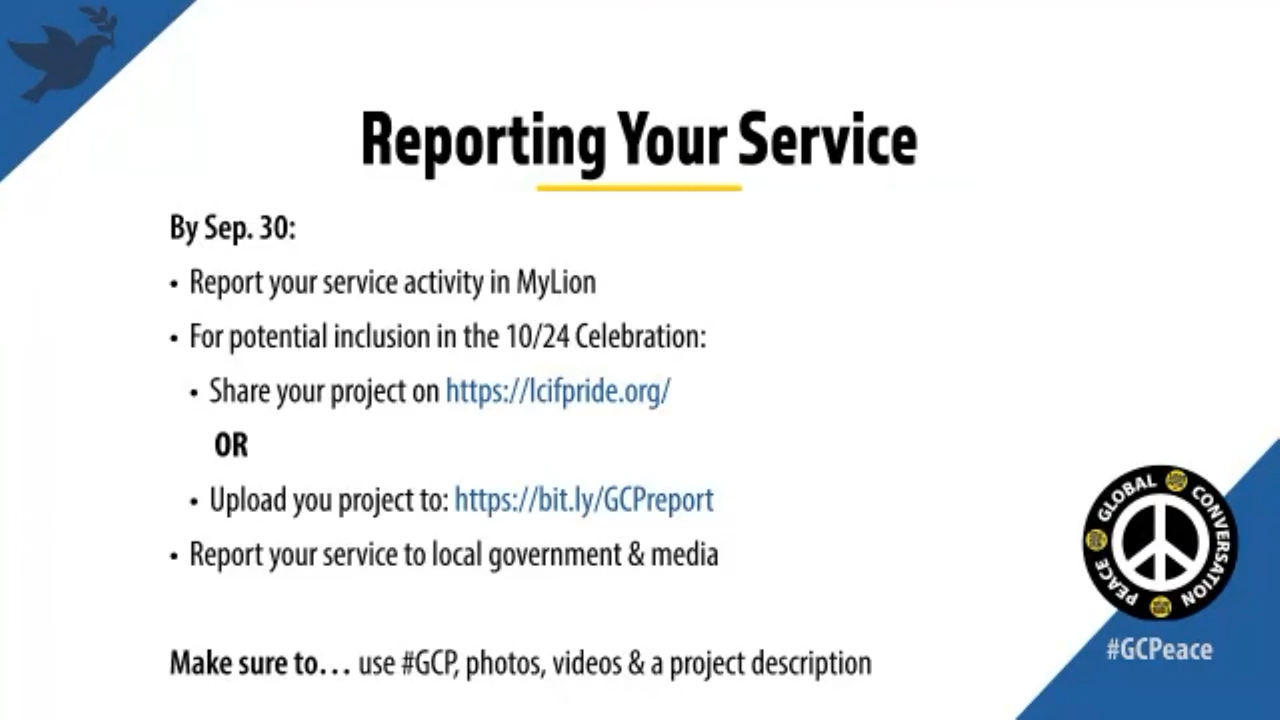 Reporting Your Service
By Sep. 30:
• Report your service activity in MyLion
• For potential inclusion in the 10/24 Celebration:
• Share your project on https://lcifpride.org/
OR
• Upload you project to: https://bit.ly/GCPreport
• Report your service to local government & media
Make sure to… use #GCP, photos, videos & a project description
GLOBAL CONVERSATION PEACE
#GCPeace